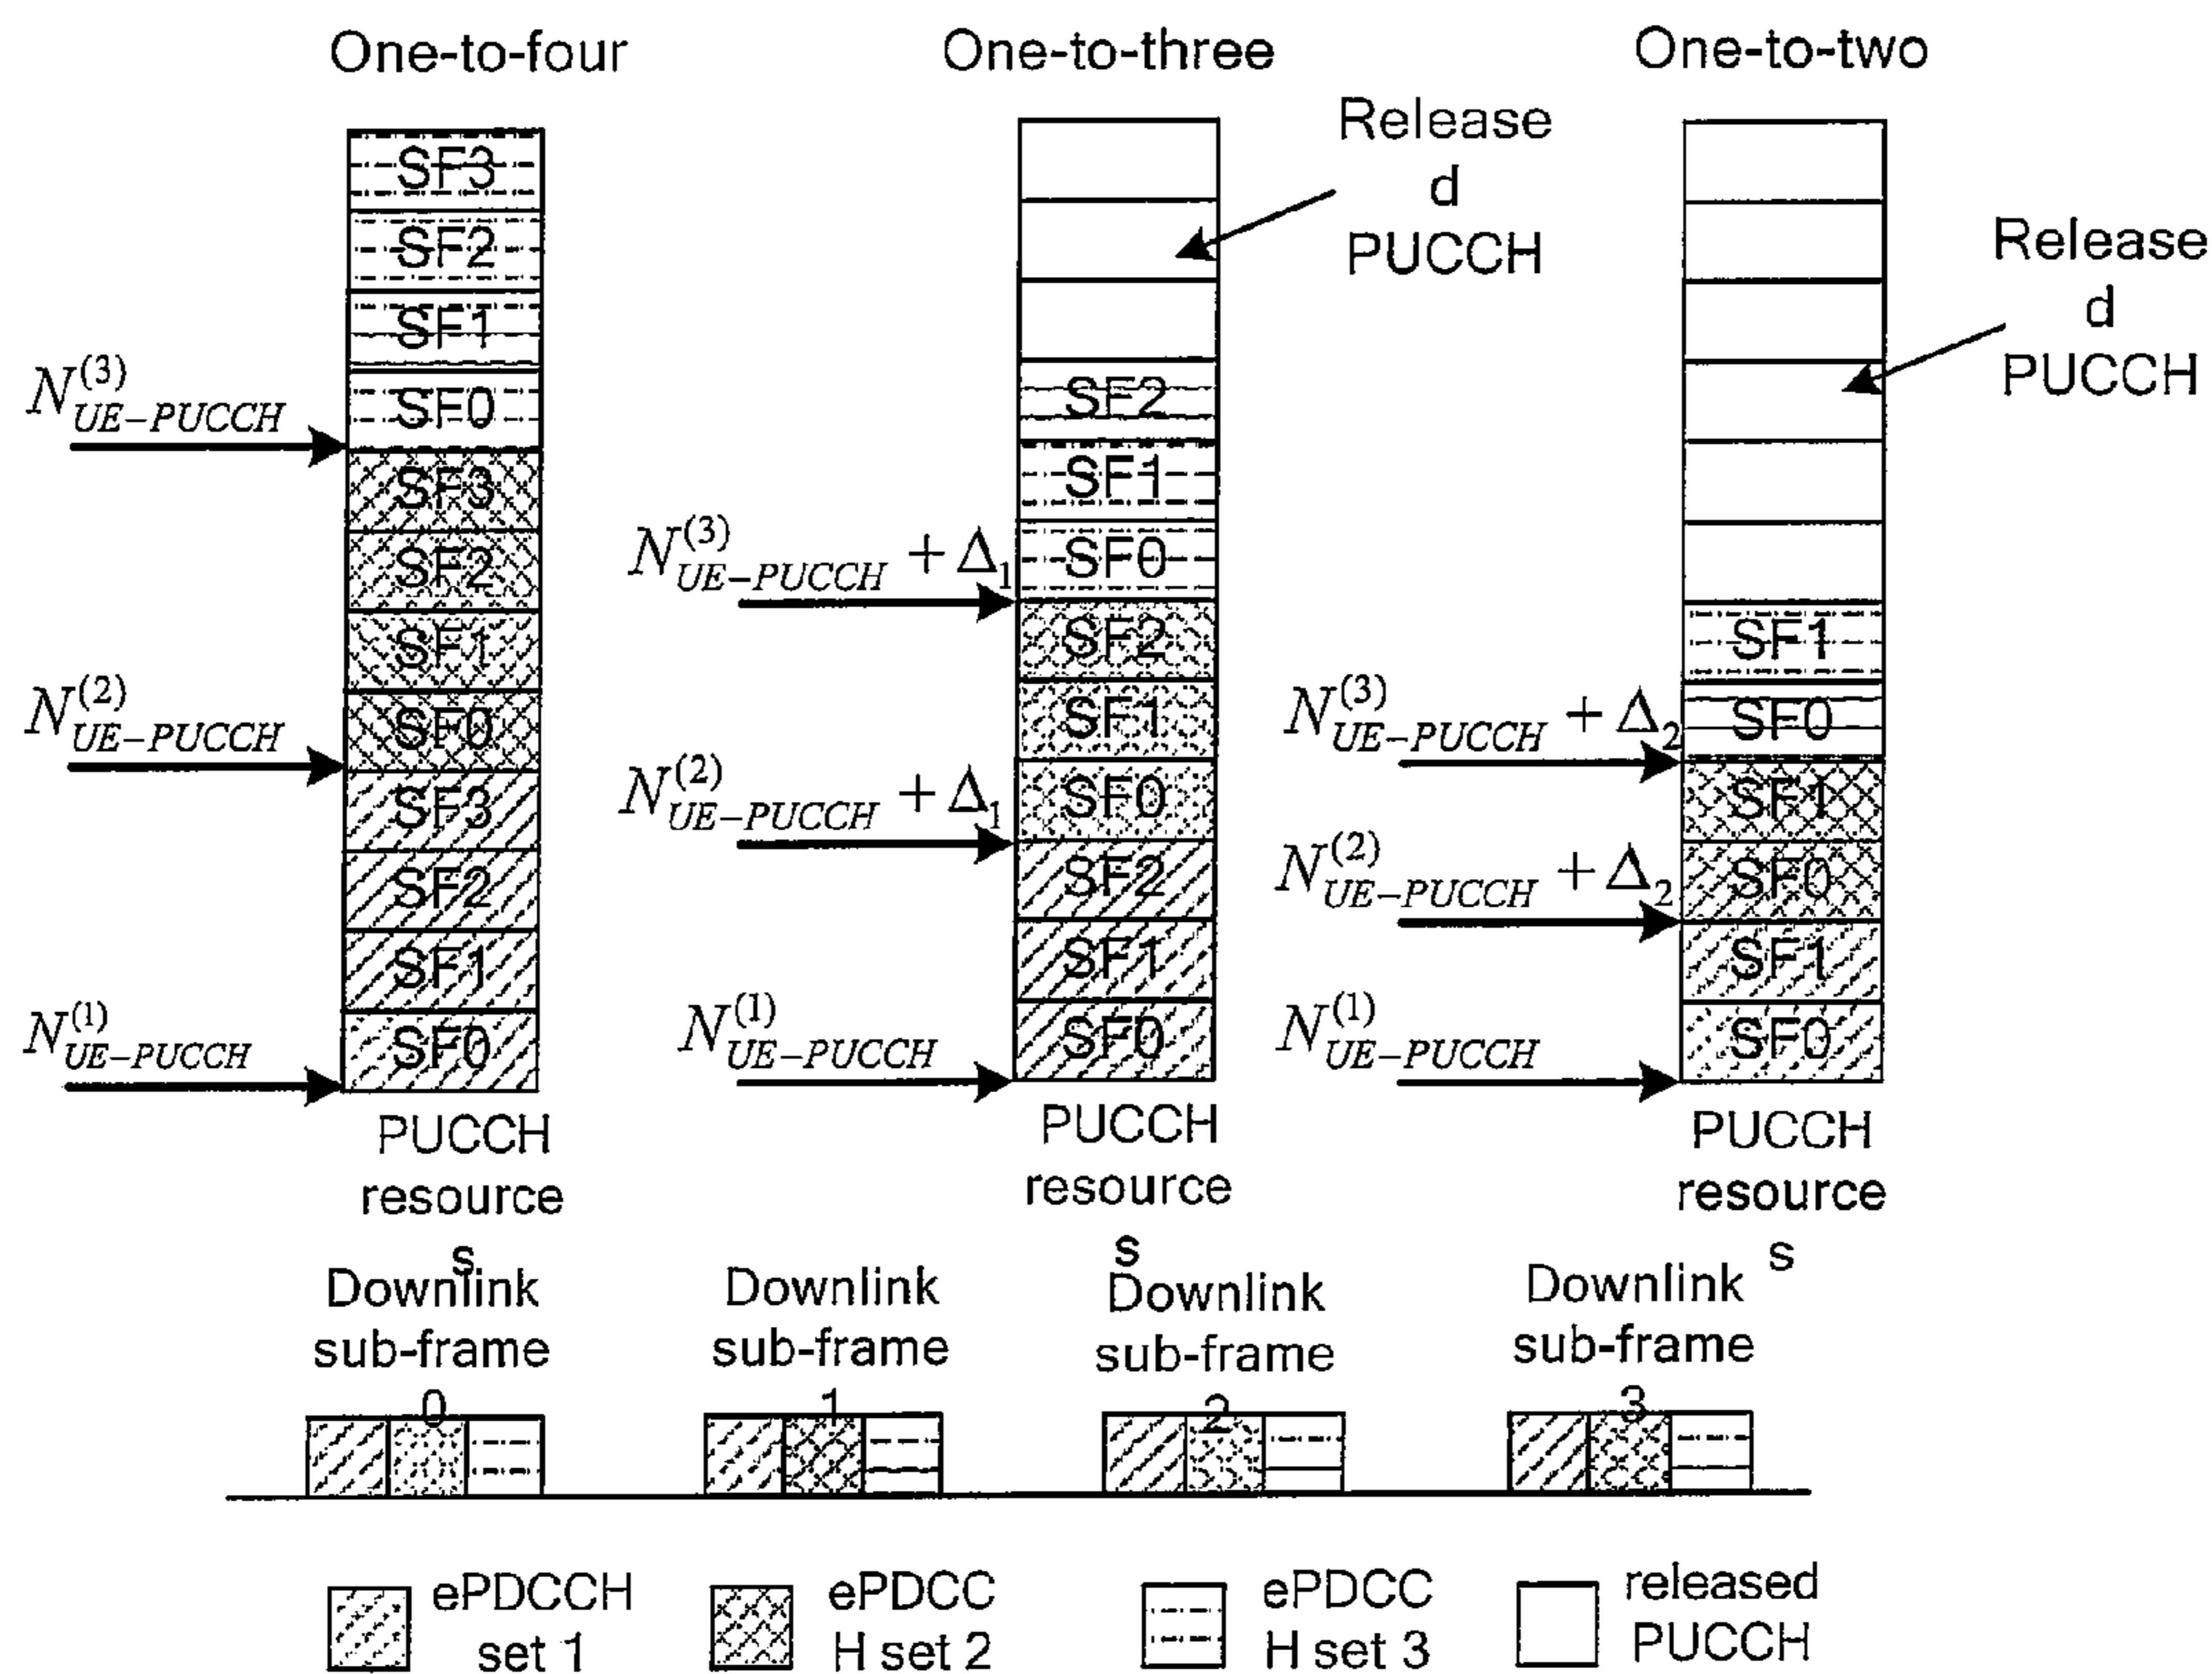 One-to-four
One-to-three
One-to-two
Release
d
PUCCH
Release
d
PUCCH
SF3
SF2
SF1
SF0
SF3
SF2
SF1
SF0
SF3
SF2
SF1
SF0
N^{(3)}_{UE-PUCCH}
N^{(2)}_{UE-PUCCH}
N^{(1)}_{UE-PUCCH}
PUCCH
resource
s
SF2
SF1
SF0
SF2
SF1
SF0
SF2
SF1
SF0
N^{(3)}_{UE-PUCCH} + Δ_1
N^{(2)}_{UE-PUCCH} + Δ_1
N^{(1)}_{UE-PUCCH}
PUCCH
resource
s
SF1
SF0
SF1
SF0
SF1
SF0
N^{(3)}_{UE-PUCCH} + Δ_2
N^{(2)}_{UE-PUCCH} + Δ_2
N^{(1)}_{UE-PUCCH}
PUCCH
resource
s
Downlink
sub-frame
0
Downlink
sub-frame
1
Downlink
sub-frame
2
Downlink
sub-frame
3
ePDCCH
set 1
ePDCC
H set 2
ePDCC
H set 3
released
PUCCH